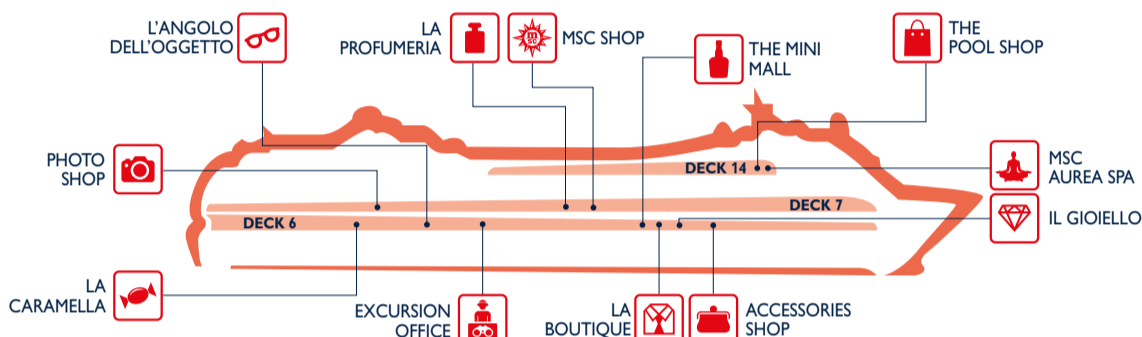 L'ANGOLO
DELL'OGGETTO
LA
PROFUMERIA
msc
MSC SHOP
THE MINI
MALL
THE
POOL SHOP
PHOTO
SHOP
DECK 14
MSC
AUREA SPA
DECK 7
DECK 6
IL GIOIELLO
LA
CARAMELLA
EXCURSION
OFFICE
LA
BOUTIQUE
ACCESSORIES
SHOP